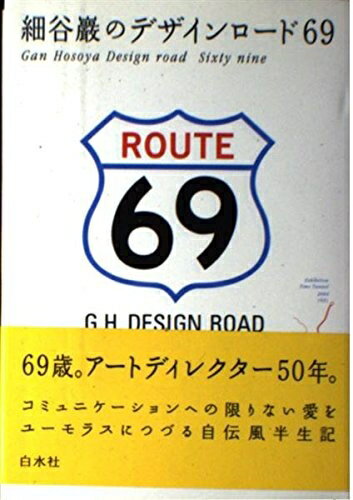 細谷巖のデザインロード69
Gan Hosoya Design road Sixty nine
ROUTE
69
Exhibition
Time Tunnel
G.H. DESIGN ROAD
69歳。アートディレクター50年。
コミュニケーションへの限りない愛を
ユーモラスにつづる自伝風半生記
白水社